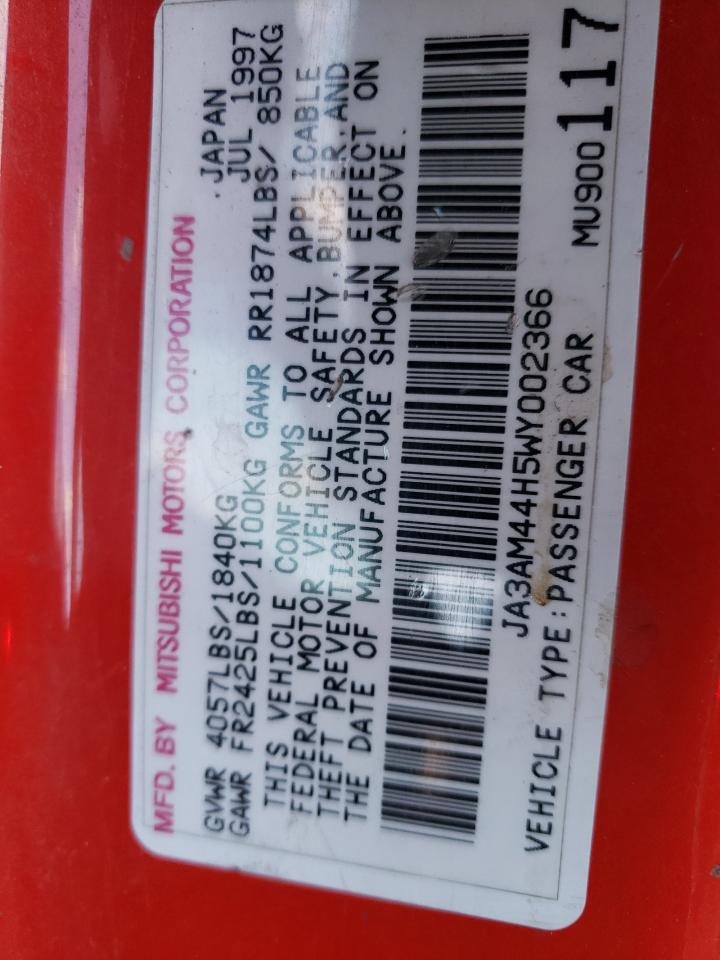 MFD. BY MITSUBISHI MOTORS CORPORATION
JAPAN
GVWR 4057LBS/1840KG JUL 1997
GAWR FR2425LBS/1100KG GAWR RR1874LBS/ 850KG
THIS VEHICLE CONFORMS TO ALL APPLICABLE
FEDERAL MOTOR VEHICLE SAFETY,BUMPER,AND
THEFT PREVENTION STANDARDS IN EFFECT ON
THE DATE OF MANUFACTURE SHOWN ABOVE.
JA3AM44H5WY002366
VEHICLE TYPE:PASSENGER CAR MU900117